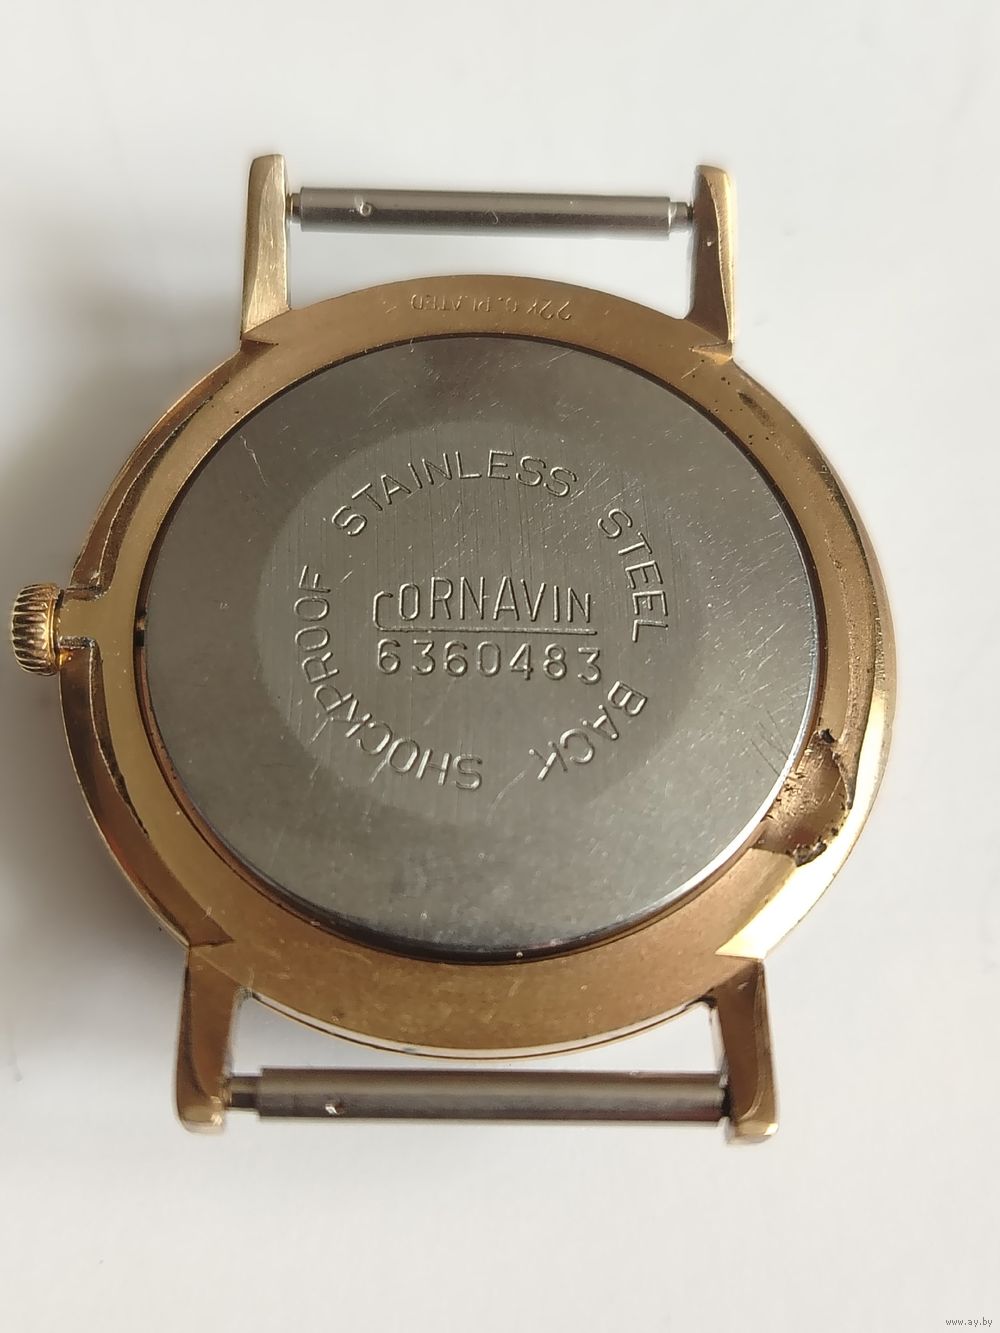 22K G. PLATED
STAINLESS STEEL BACK
SHOCKPROOF
CORNAVIN
6360483
www.ay.by